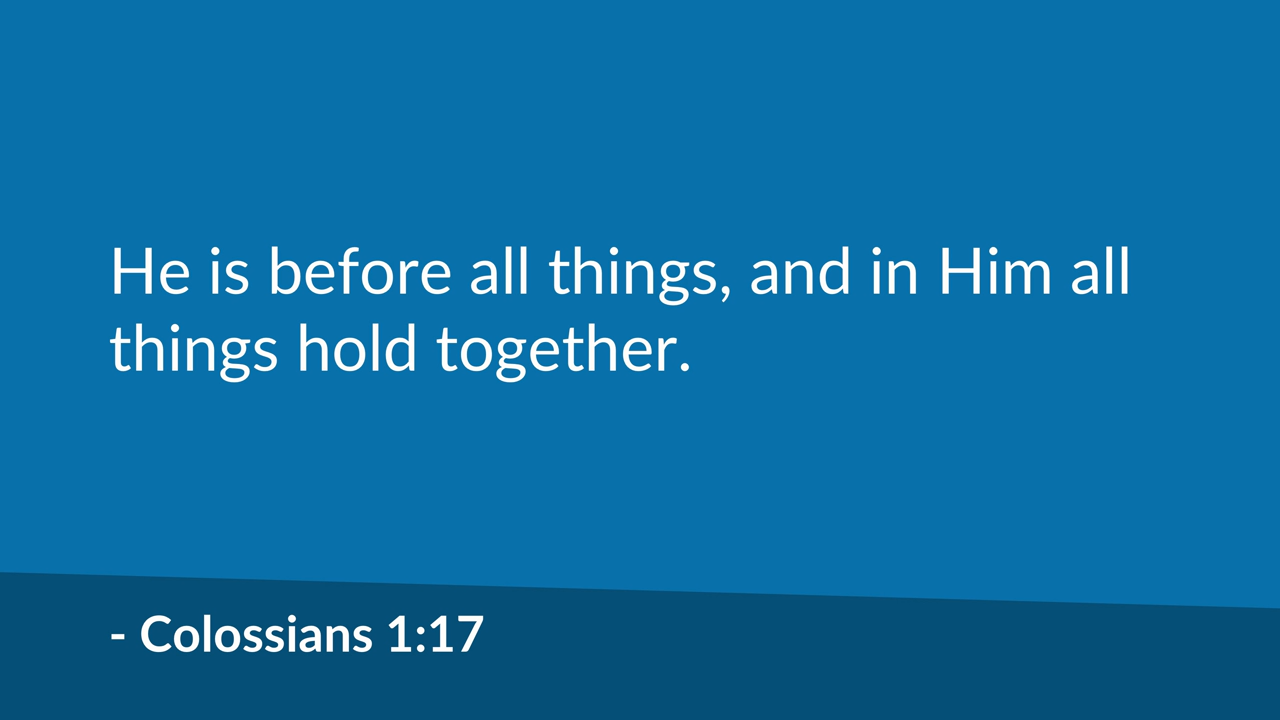 He is before all things, and in Him all
things hold together.
- Colossians 1:17